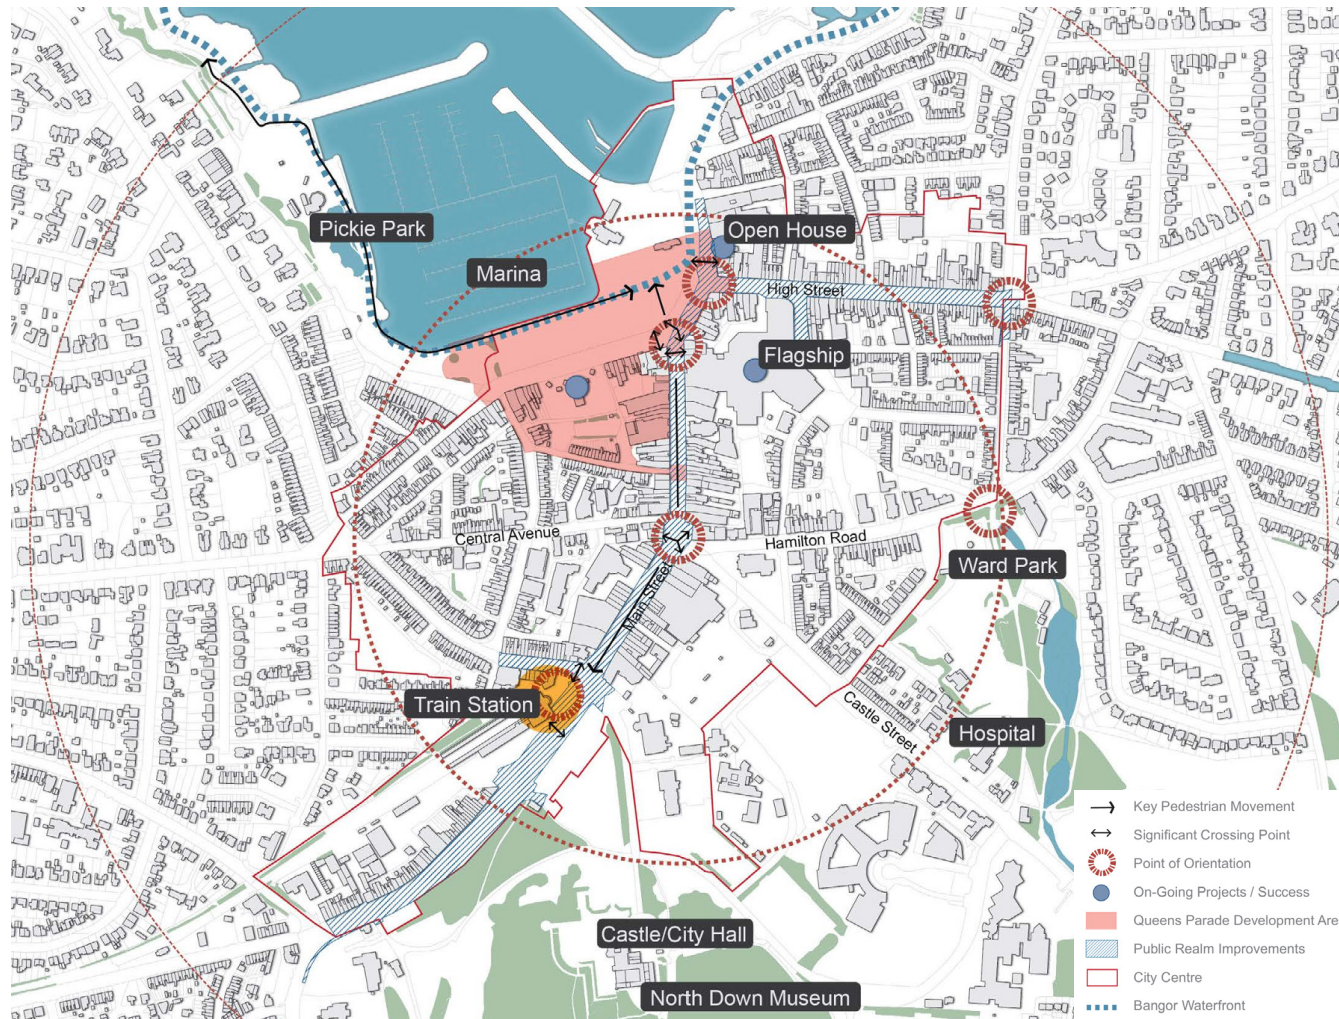 Open House
Pickie Park
Marina
High Street
Flagship
Central Avenue
Hamilton Road
Ward Park
Main Street
Train Station
Castle Street
Hospital
Castle/City Hall
North Down Museum
Key Pedestrian Movement
Significant Crossing Point
Point of Orientation
On-Going Projects / Success
Queens Parade Development Are
Public Realm Improvements
City Centre
Bangor Waterfront